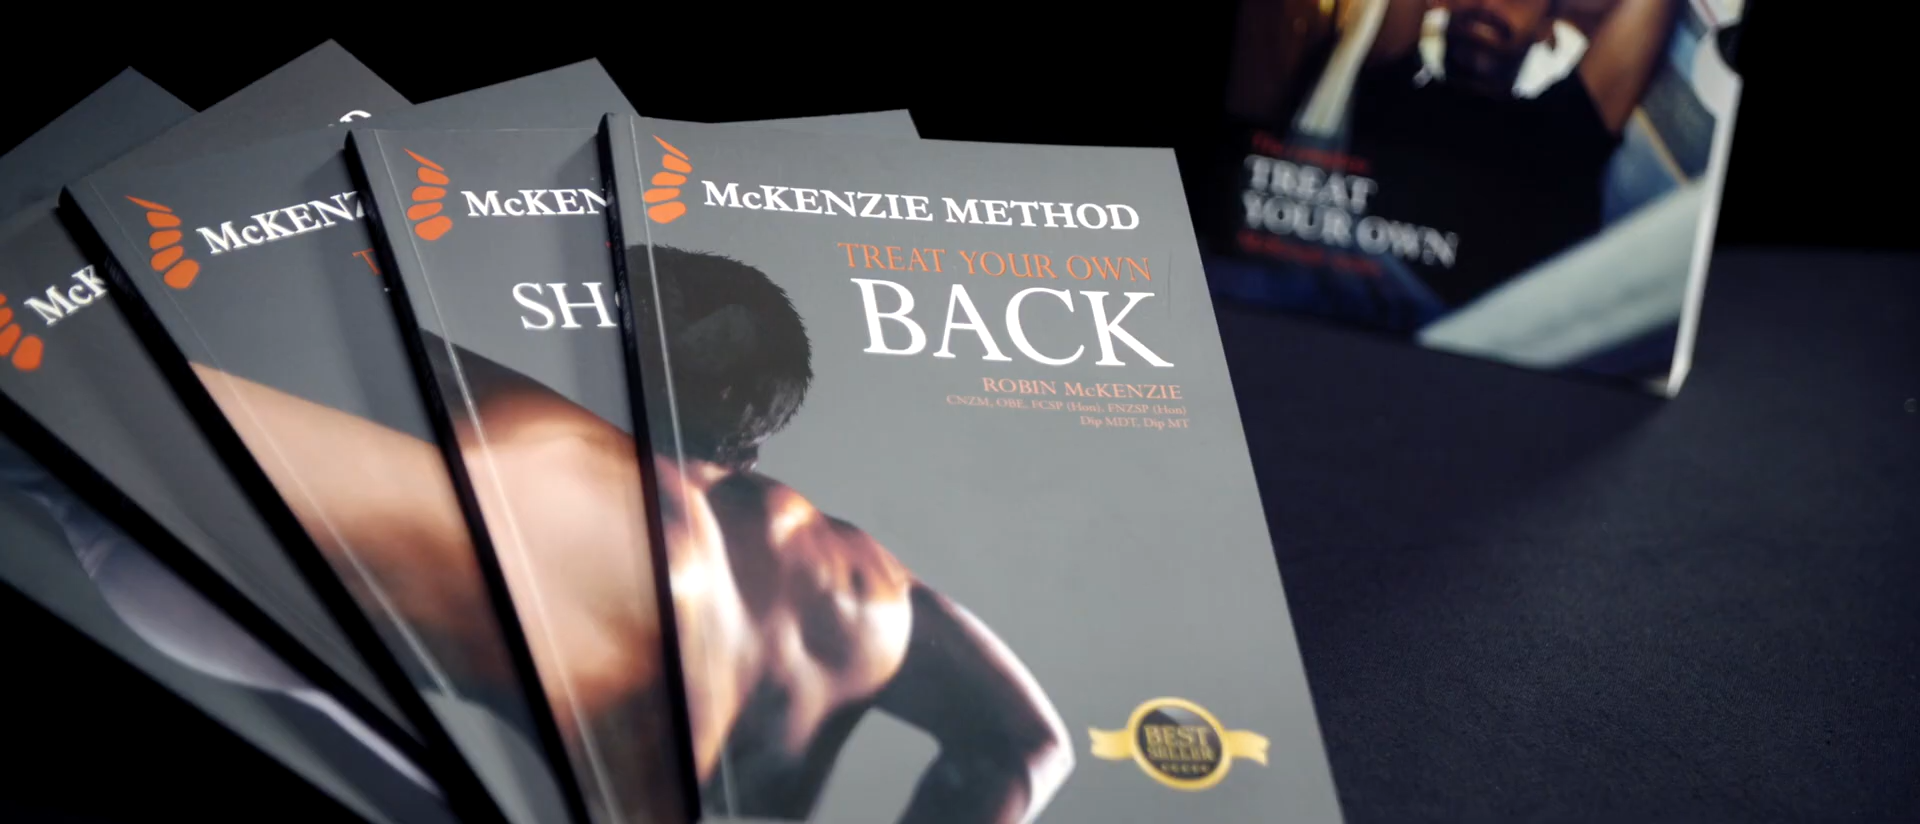 McK
McKENZ
McKEN
SH
McKENZIE METHOD
TREAT YOUR OWN
BACK
ROBIN McKENZIE
CNZM, OBE, FCSP (Hon), FNZSP (Hon)
Dip MDT, Dip MT
BEST
SELLER
TREAT
YOUR OWN